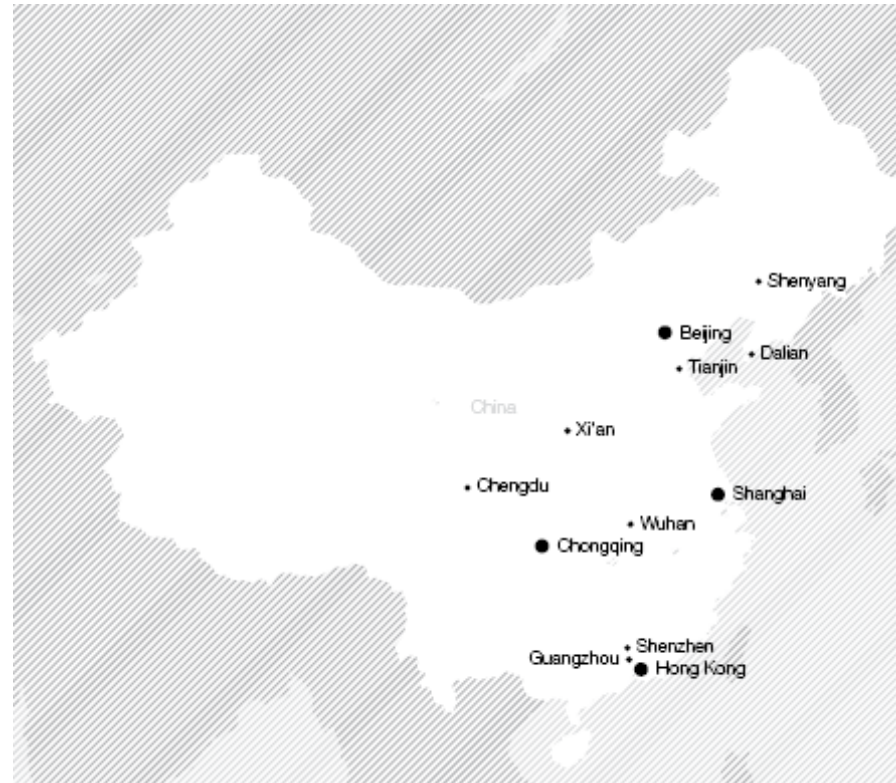 Shenyang
Beijing
Dalian
Tianjin
China
Xi'an
Chengdu
Shanghai
Wuhan
Chongqing
Shenzhen
Guangzhou
Hong Kong